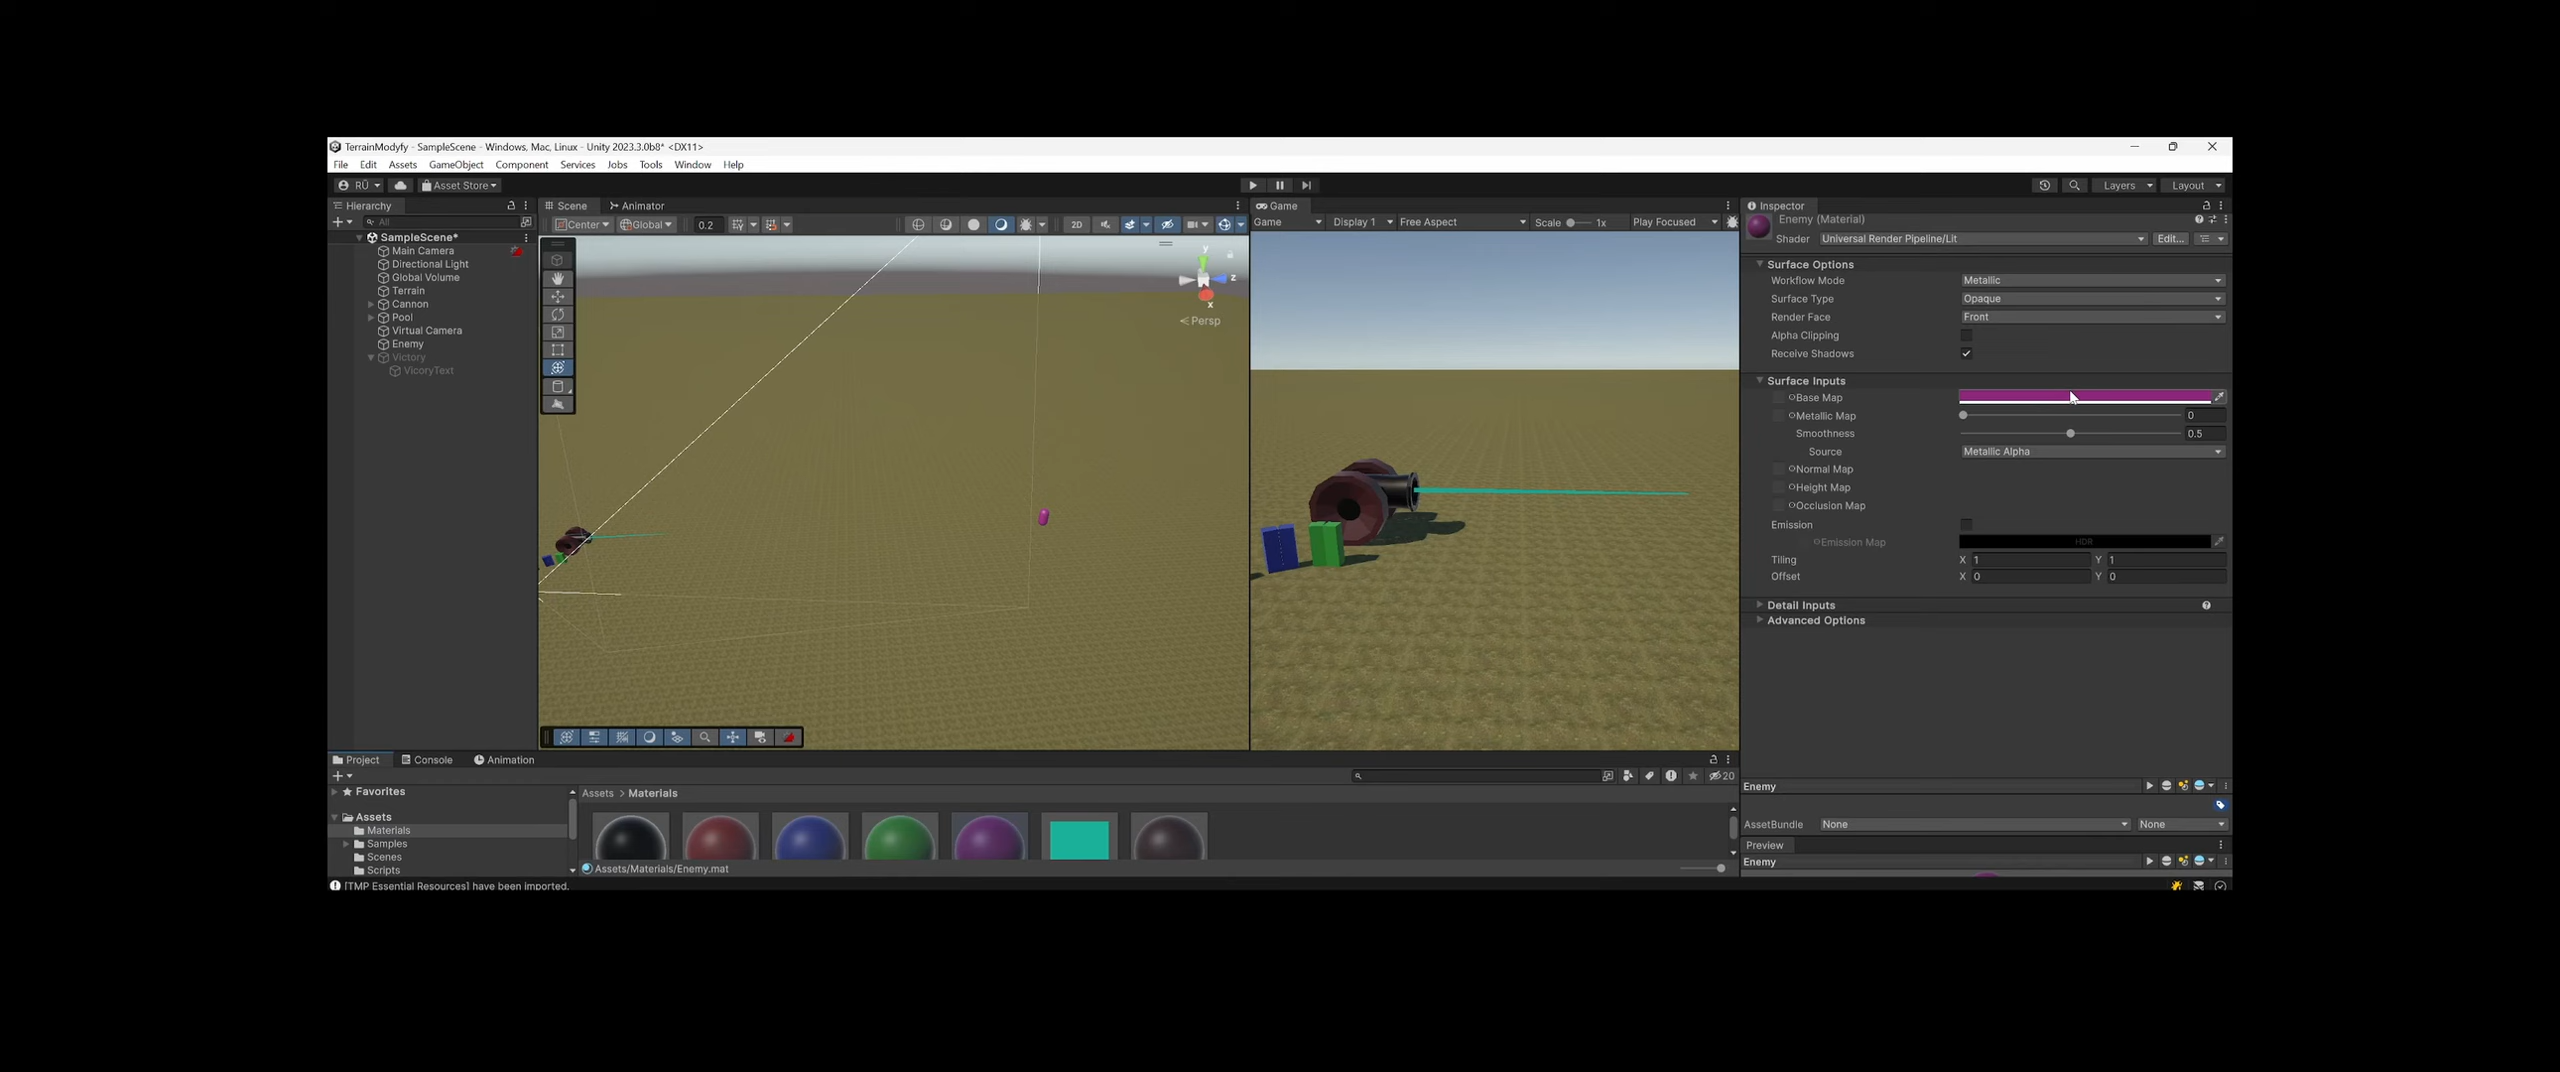 TerrainModyfy - SampleScene - Windows, Mac, Linux - Unity 2023.3.0b8* <DX11>
File Edit Assets GameObject Component Services Jobs Tools Window Help
RÜ Asset Store Layers Layout
Hierarchy
All
SampleScene*
Main Camera
Directional Light
Global Volume
Terrain
Cannon
Pool
Virtual Camera
Enemy
Victory
VicoryText
Scene Animator
Center Global 0.2 2D
y
z
x
Persp
Game
Game Display 1 Free Aspect Scale 1x Play Focused
Inspector
Enemy (Material)
Shader Universal Render Pipeline/Lit Edit...
Surface Options
Workflow Mode Metallic
Surface Type Opaque
Render Face Front
Alpha Clipping
Receive Shadows
Surface Inputs
Base Map
Metallic Map 0
Smoothness 0.5
Source Metallic Alpha
Normal Map
Height Map
Occlusion Map
Emission
Emission Map HDR
Tiling X 1 Y 1
Offset X 0 Y 0
Detail Inputs
Advanced Options
Enemy
AssetBundle None None
Preview
Enemy
Project Console Animation
20
Favorites
Assets
Materials
Samples
Scenes
Scripts
Assets > Materials
Assets/Materials/Enemy.mat
[TMP Essential Resources] have been imported.